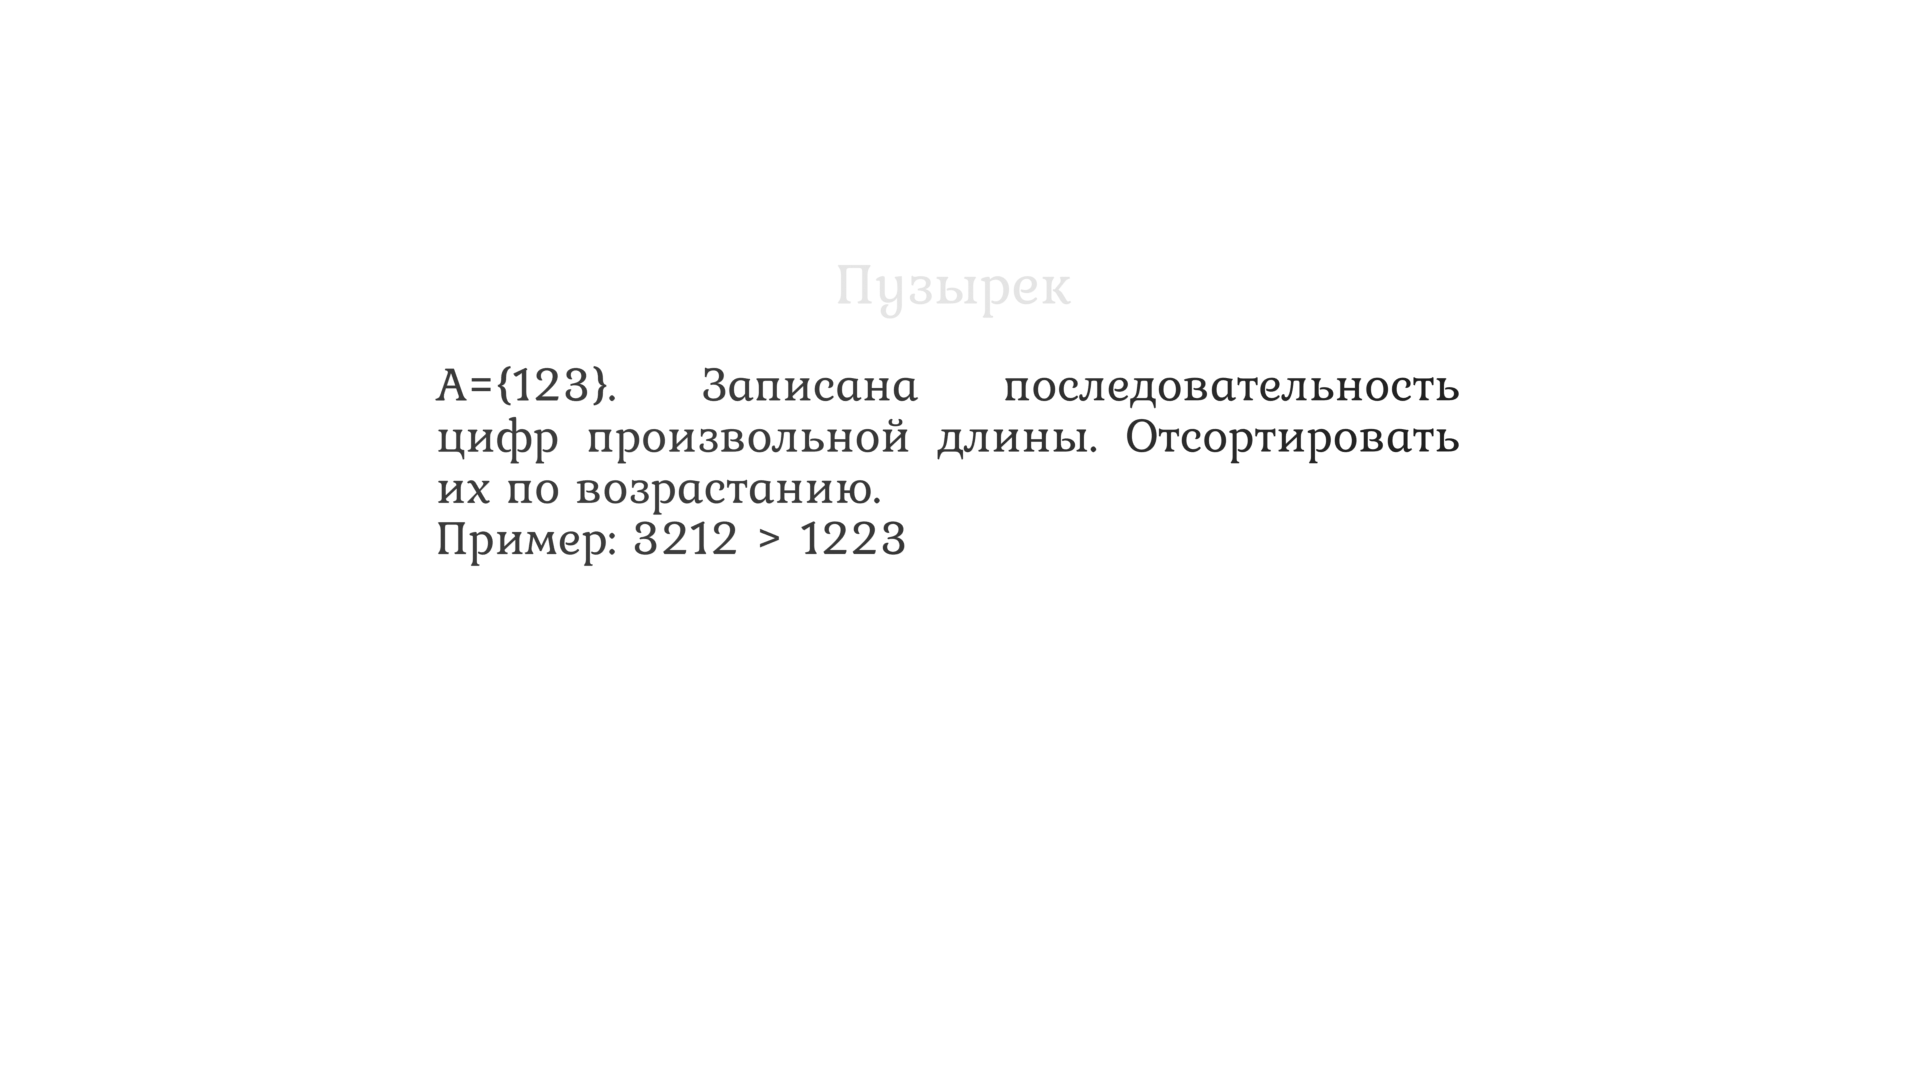 Пузырек
A={123}. Записана последовательность
цифр произвольной длины. Отсортировать
их по возрастанию.
Пример: 3212 > 1223